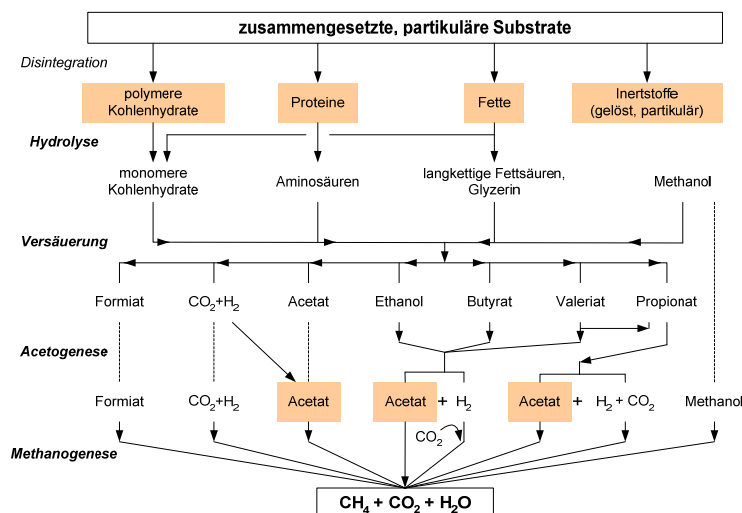 zusammengesetzte, partikuläre Substrate
Disintegration
polymere
Kohlenhydrate
Proteine
Fette
Inertstoffe
(gelöst, partikulär)
Hydrolyse
monomere
Kohlenhydrate
Aminosäuren
langkettige Fettsäuren,
Glyzerin
Methanol
Versäuerung
Formiat CO₂+H₂ Acetat Ethanol Butyrat Valeriat Propionat
Acetogenese
Formiat CO₂+H₂ Acetat Acetat + H₂ Acetat + H₂ + CO₂ Methanol
CO₂
Methanogenese
CH₄ + CO₂ + H₂O